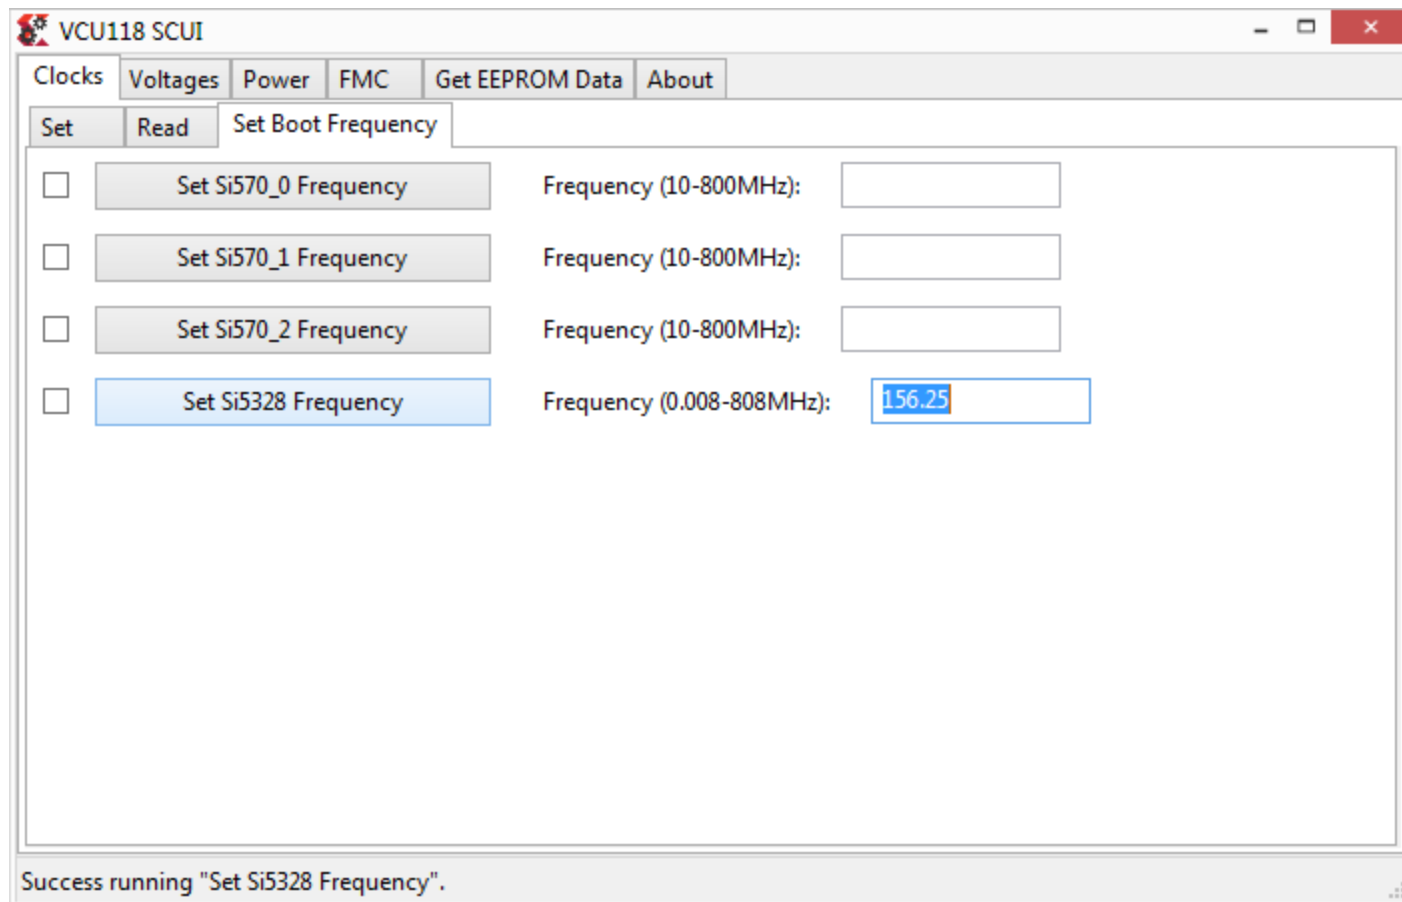 VCU118 SCUI
Clocks Voltages Power FMC Get EEPROM Data About
Set Read Set Boot Frequency
Set Si570_0 Frequency Frequency (10-800MHz):
Set Si570_1 Frequency Frequency (10-800MHz):
Set Si570_2 Frequency Frequency (10-800MHz):
Set Si5328 Frequency Frequency (0.008-808MHz): 156.25
Success running "Set Si5328 Frequency".